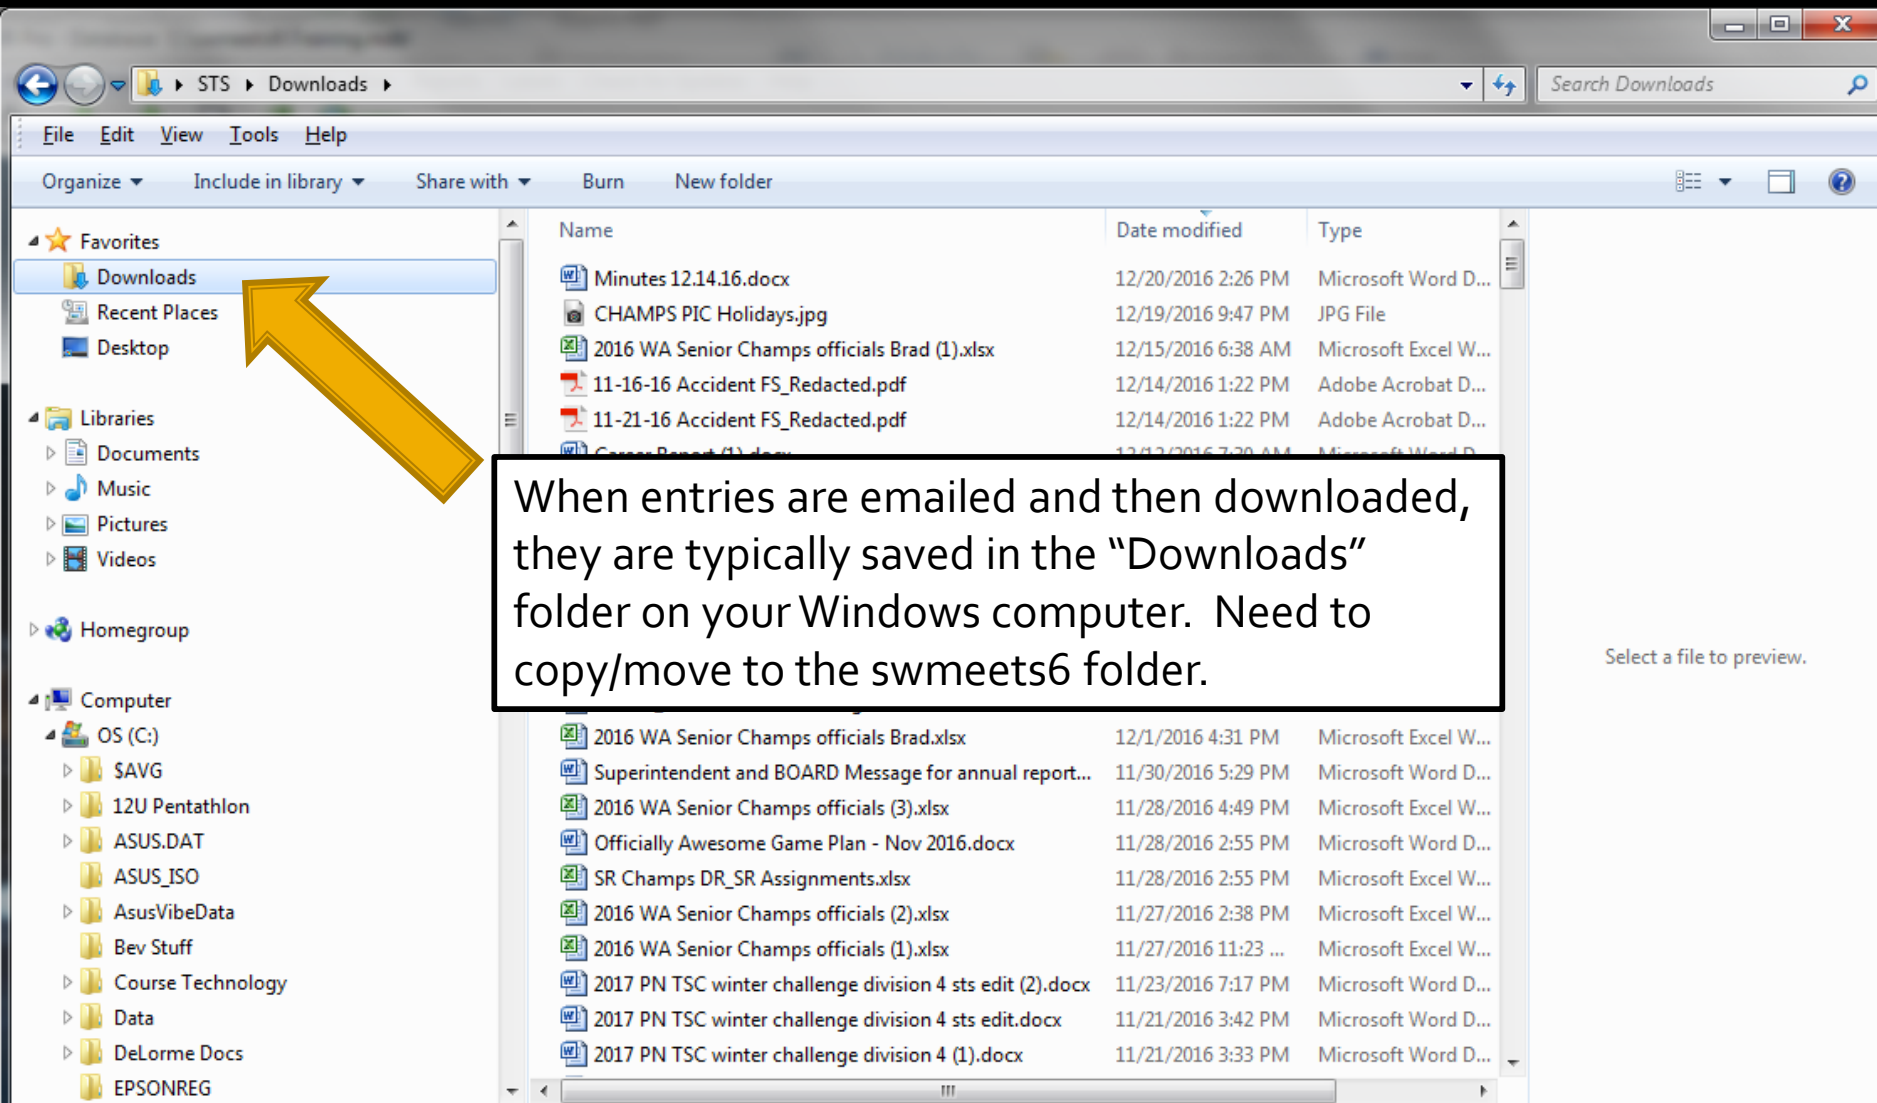 STS Downloads
Search Downloads
File Edit View Tools Help
Organize Include in library Share with Burn New folder
Favorites
Downloads
Recent Places
Desktop
Libraries
Documents
Music
Pictures
Videos
Homegroup
Computer
OS (C:)
$AVG
12U Pentathlon
ASUS.DAT
ASUS_ISO
AsusVibeData
Bev Stuff
Course Technology
Data
DeLorme Docs
EPSONREG
Name Date modified Type
Minutes 12.14.16.docx 12/20/2016 2:26 PM Microsoft Word D...
CHAMPS PIC Holidays.jpg 12/19/2016 9:47 PM JPG File
2016 WA Senior Champs officials Brad (1).xlsx 12/15/2016 6:38 AM Microsoft Excel W...
11-16-16 Accident FS_Redacted.pdf 12/14/2016 1:22 PM Adobe Acrobat D...
11-21-16 Accident FS_Redacted.pdf 12/14/2016 1:22 PM Adobe Acrobat D...
When entries are emailed and then downloaded,
they are typically saved in the “Downloads”
folder on your Windows computer. Need to
copy/move to the swmeets6 folder.
2016 WA Senior Champs officials Brad.xlsx 12/1/2016 4:31 PM Microsoft Excel W...
Superintendent and BOARD Message for annual report... 11/30/2016 5:29 PM Microsoft Word D...
2016 WA Senior Champs officials (3).xlsx 11/28/2016 4:49 PM Microsoft Excel W...
Officially Awesome Game Plan - Nov 2016.docx 11/28/2016 2:55 PM Microsoft Word D...
SR Champs DR_SR Assignments.xlsx 11/28/2016 2:55 PM Microsoft Excel W...
2016 WA Senior Champs officials (2).xlsx 11/27/2016 2:38 PM Microsoft Excel W...
2016 WA Senior Champs officials (1).xlsx 11/27/2016 11:23 ... Microsoft Excel W...
2017 PN TSC winter challenge division 4 sts edit (2).docx 11/23/2016 7:17 PM Microsoft Word D...
2017 PN TSC winter challenge division 4 sts edit.docx 11/21/2016 3:42 PM Microsoft Word D...
2017 PN TSC winter challenge division 4 (1).docx 11/21/2016 3:33 PM Microsoft Word D...
Select a file to preview.